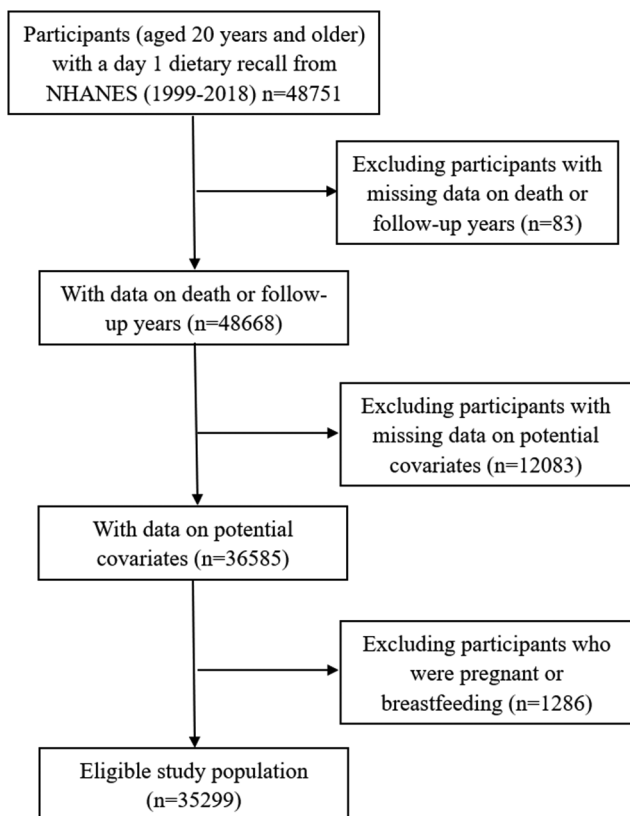 Participants (aged 20 years and older)
with a day 1 dietary recall from
NHANES (1999-2018) n=48751
Excluding participants with
missing data on death or
follow-up years (n=83)
With data on death or follow-
up years (n=48668)
Excluding participants with
missing data on potential
covariates (n=12083)
With data on potential
covariates (n=36585)
Excluding participants who
were pregnant or
breastfeeding (n=1286)
Eligible study population
(n=35299)